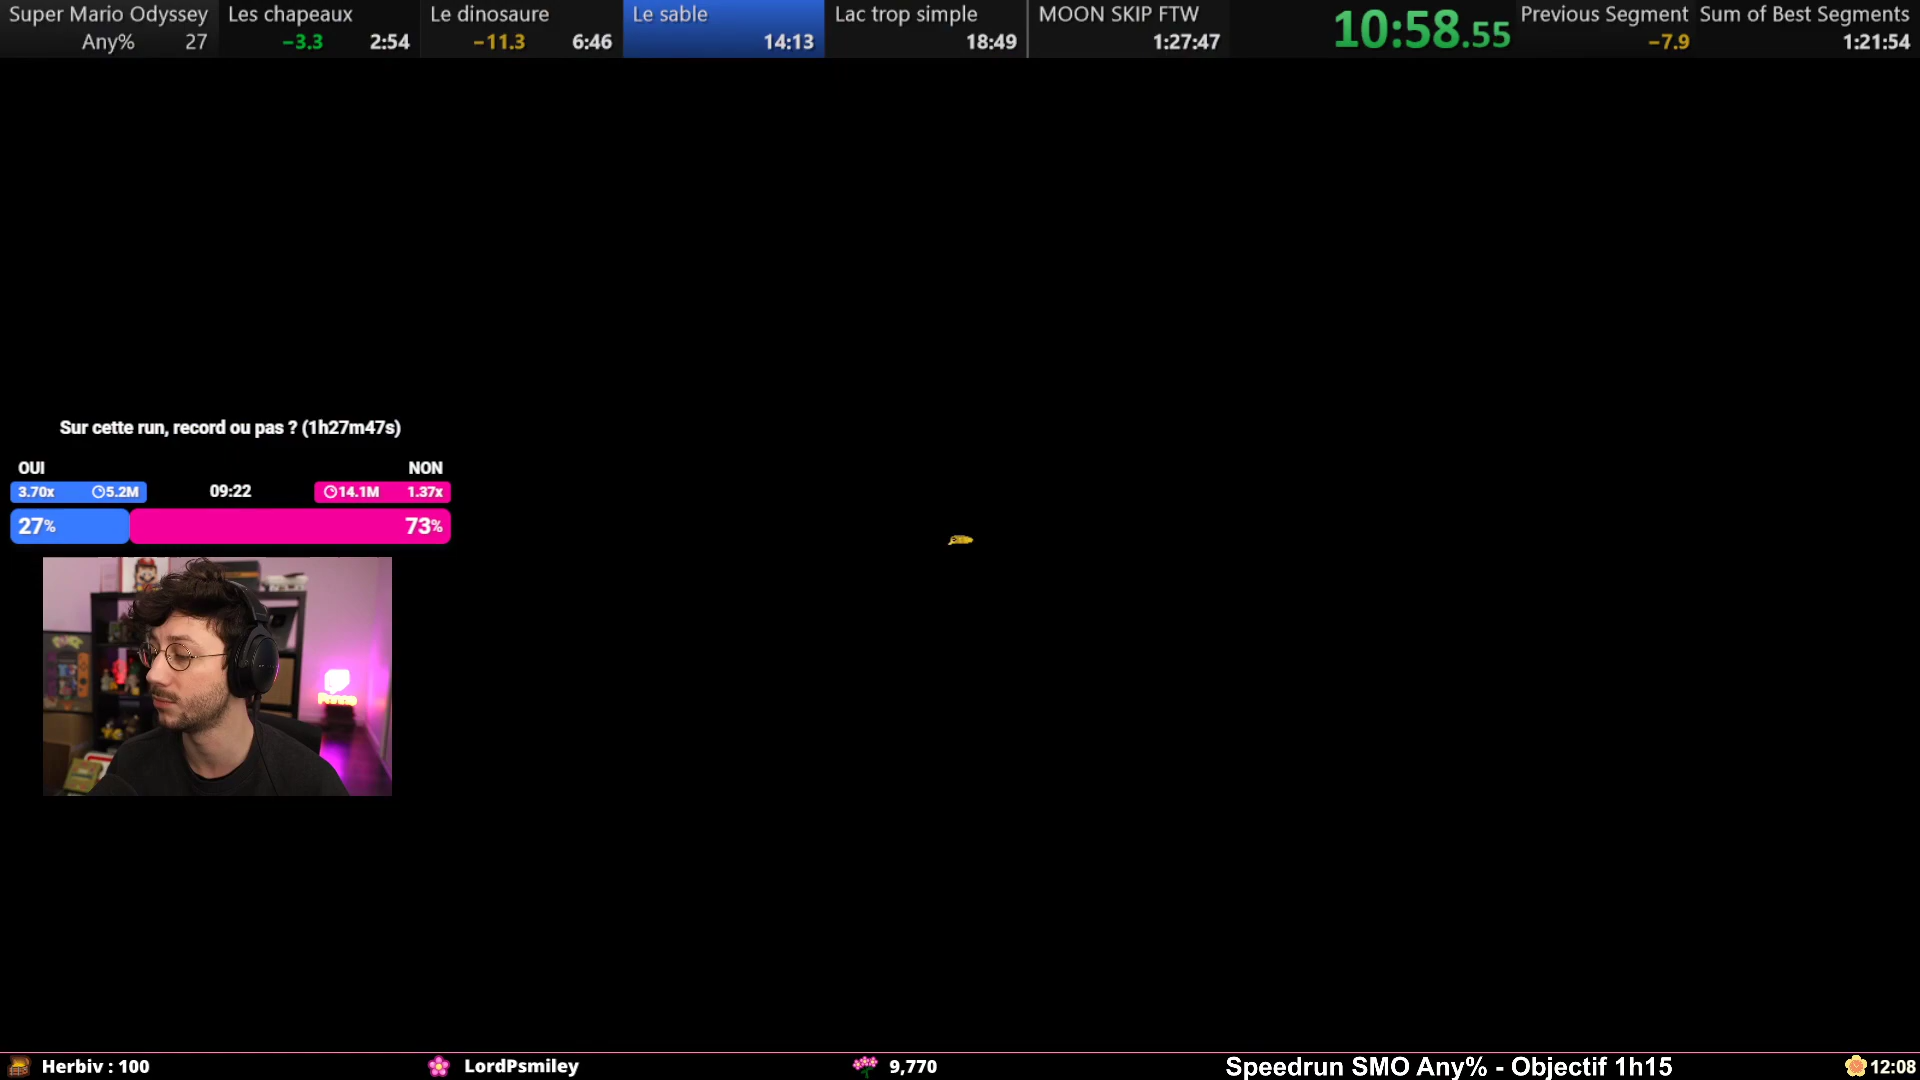 Super Mario Odyssey
Any% 27
Les chapeaux
−3.3 2:54
Le dinosaure
−11.3 6:46
Le sable
14:13
Lac trop simple
18:49
MOON SKIP FTW
1:27:47
10:58.55
Previous Segment
−7.9
Sum of Best Segments
1:21:54
Sur cette run, record ou pas ? (1h27m47s)
OUI NON
3.70x 5.2M 09:22 14.1M 1.37x
27% 73%
Herbiv : 100
LordPsmiley
9,770
Speedrun SMO Any% - Objectif 1h15
12:08